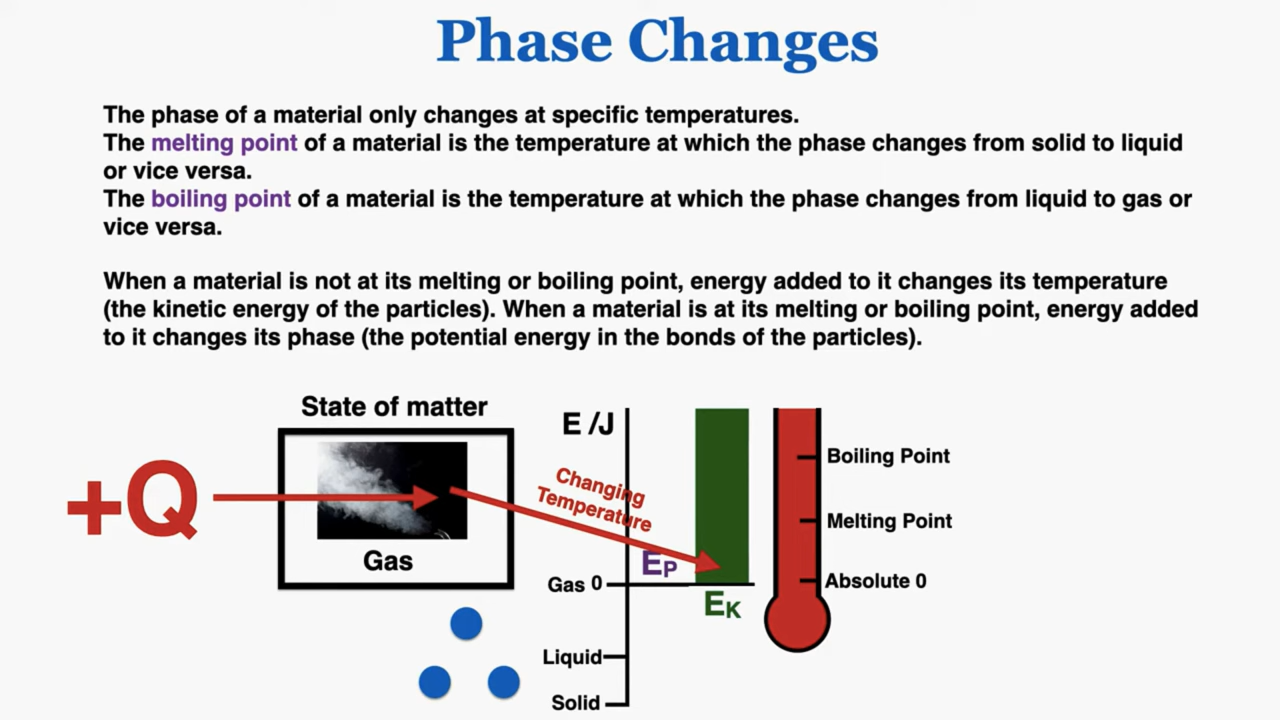 Phase Changes
The phase of a material only changes at specific temperatures.
The melting point of a material is the temperature at which the phase changes from solid to liquid
or vice versa.
The boiling point of a material is the temperature at which the phase changes from liquid to gas or
vice versa.
When a material is not at its melting or boiling point, energy added to it changes its temperature
(the kinetic energy of the particles). When a material is at its melting or boiling point, energy added
to it changes its phase (the potential energy in the bonds of the particles).
State of matter
+Q
Gas
E /J
Changing
Temperature
EP
Gas 0
EK
Liquid
Solid
Boiling Point
Melting Point
Absolute 0